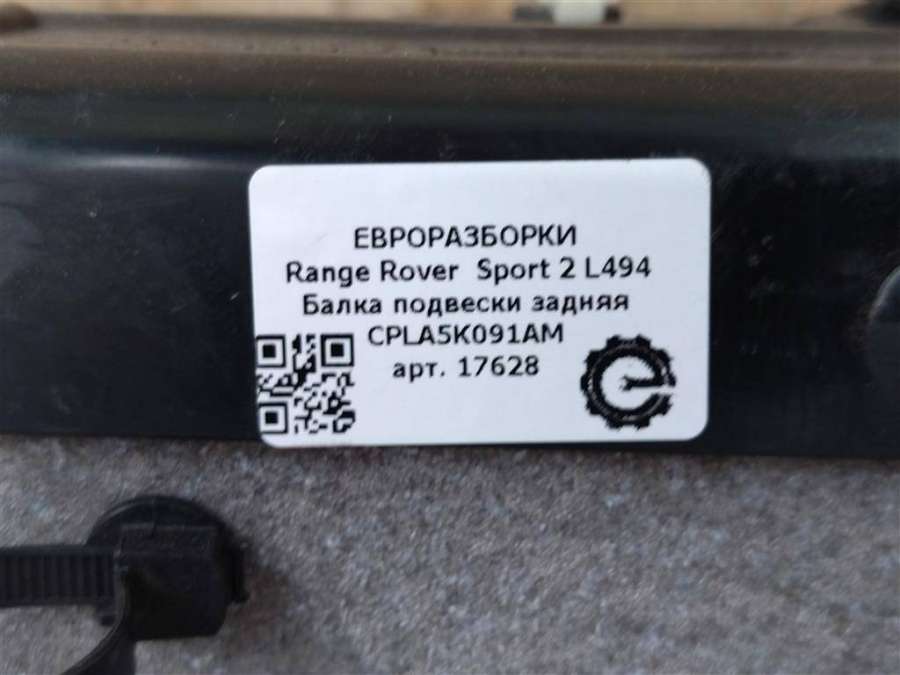 ЕВРОРАЗБОРКИ
Range Rover Sport 2 L494
Балка подвески задняя
CPLA5K091AM
арт. 17628